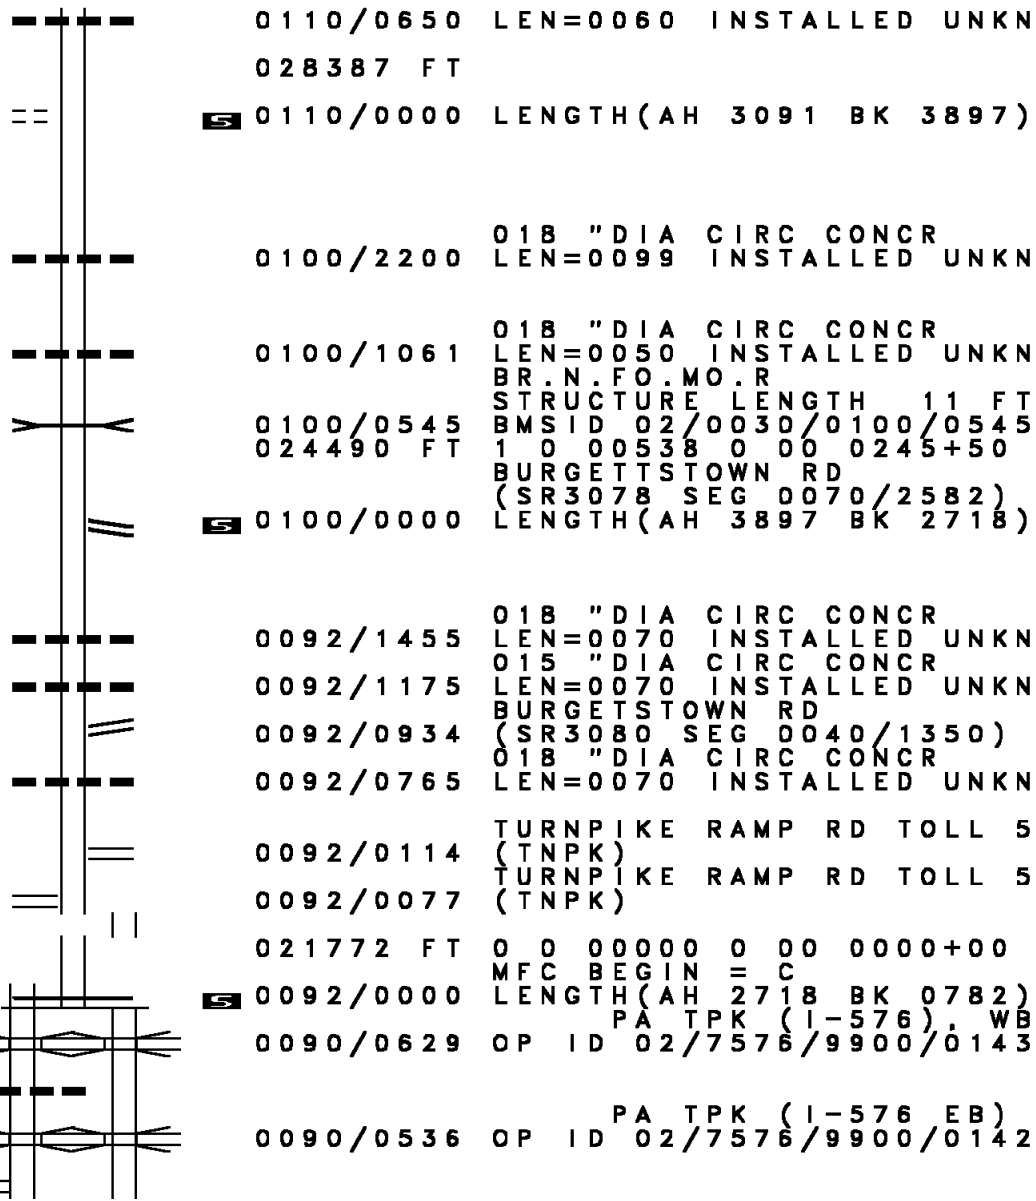 0110/0650 LEN=0060 INSTALLED UNKN
028387 FT
S 0110/0000 LENGTH(AH 3091 BK 3897)
018 "DIA CIRC CONCR
0100/2200 LEN=0099 INSTALLED UNKN
018 "DIA CIRC CONCR
0100/1061 LEN=0050 INSTALLED UNKN
BR.N.FO.MO.R
STRUCTURE LENGTH 11 FT
0100/0545 BMSID 02/0030/0100/0545
024490 FT 1 0 00538 0 00 0245+50
BURGETTSTOWN RD
(SR3078 SEG 0070/2582)
S 0100/0000 LENGTH(AH 3897 BK 2718)
018 "DIA CIRC CONCR
0092/1455 LEN=0070 INSTALLED UNKN
015 "DIA CIRC CONCR
0092/1175 LEN=0070 INSTALLED UNKN
BURGETSTOWN RD
0092/0934 (SR3080 SEG 0040/1350)
018 "DIA CIRC CONCR
0092/0765 LEN=0070 INSTALLED UNKN
TURNPIKE RAMP RD TOLL 5
0092/0114 (TNPK)
TURNPIKE RAMP RD TOLL 5
0092/0077 (TNPK)
021772 FT 0 0 00000 0 00 0000+00
MFC BEGIN = C
S 0092/0000 LENGTH(AH 2718 BK 0782)
PA TPK (I-576), WB
0090/0629 OP ID 02/7576/9900/0143
PA TPK (I-576 EB)
0090/0536 OP ID 02/7576/9900/0142